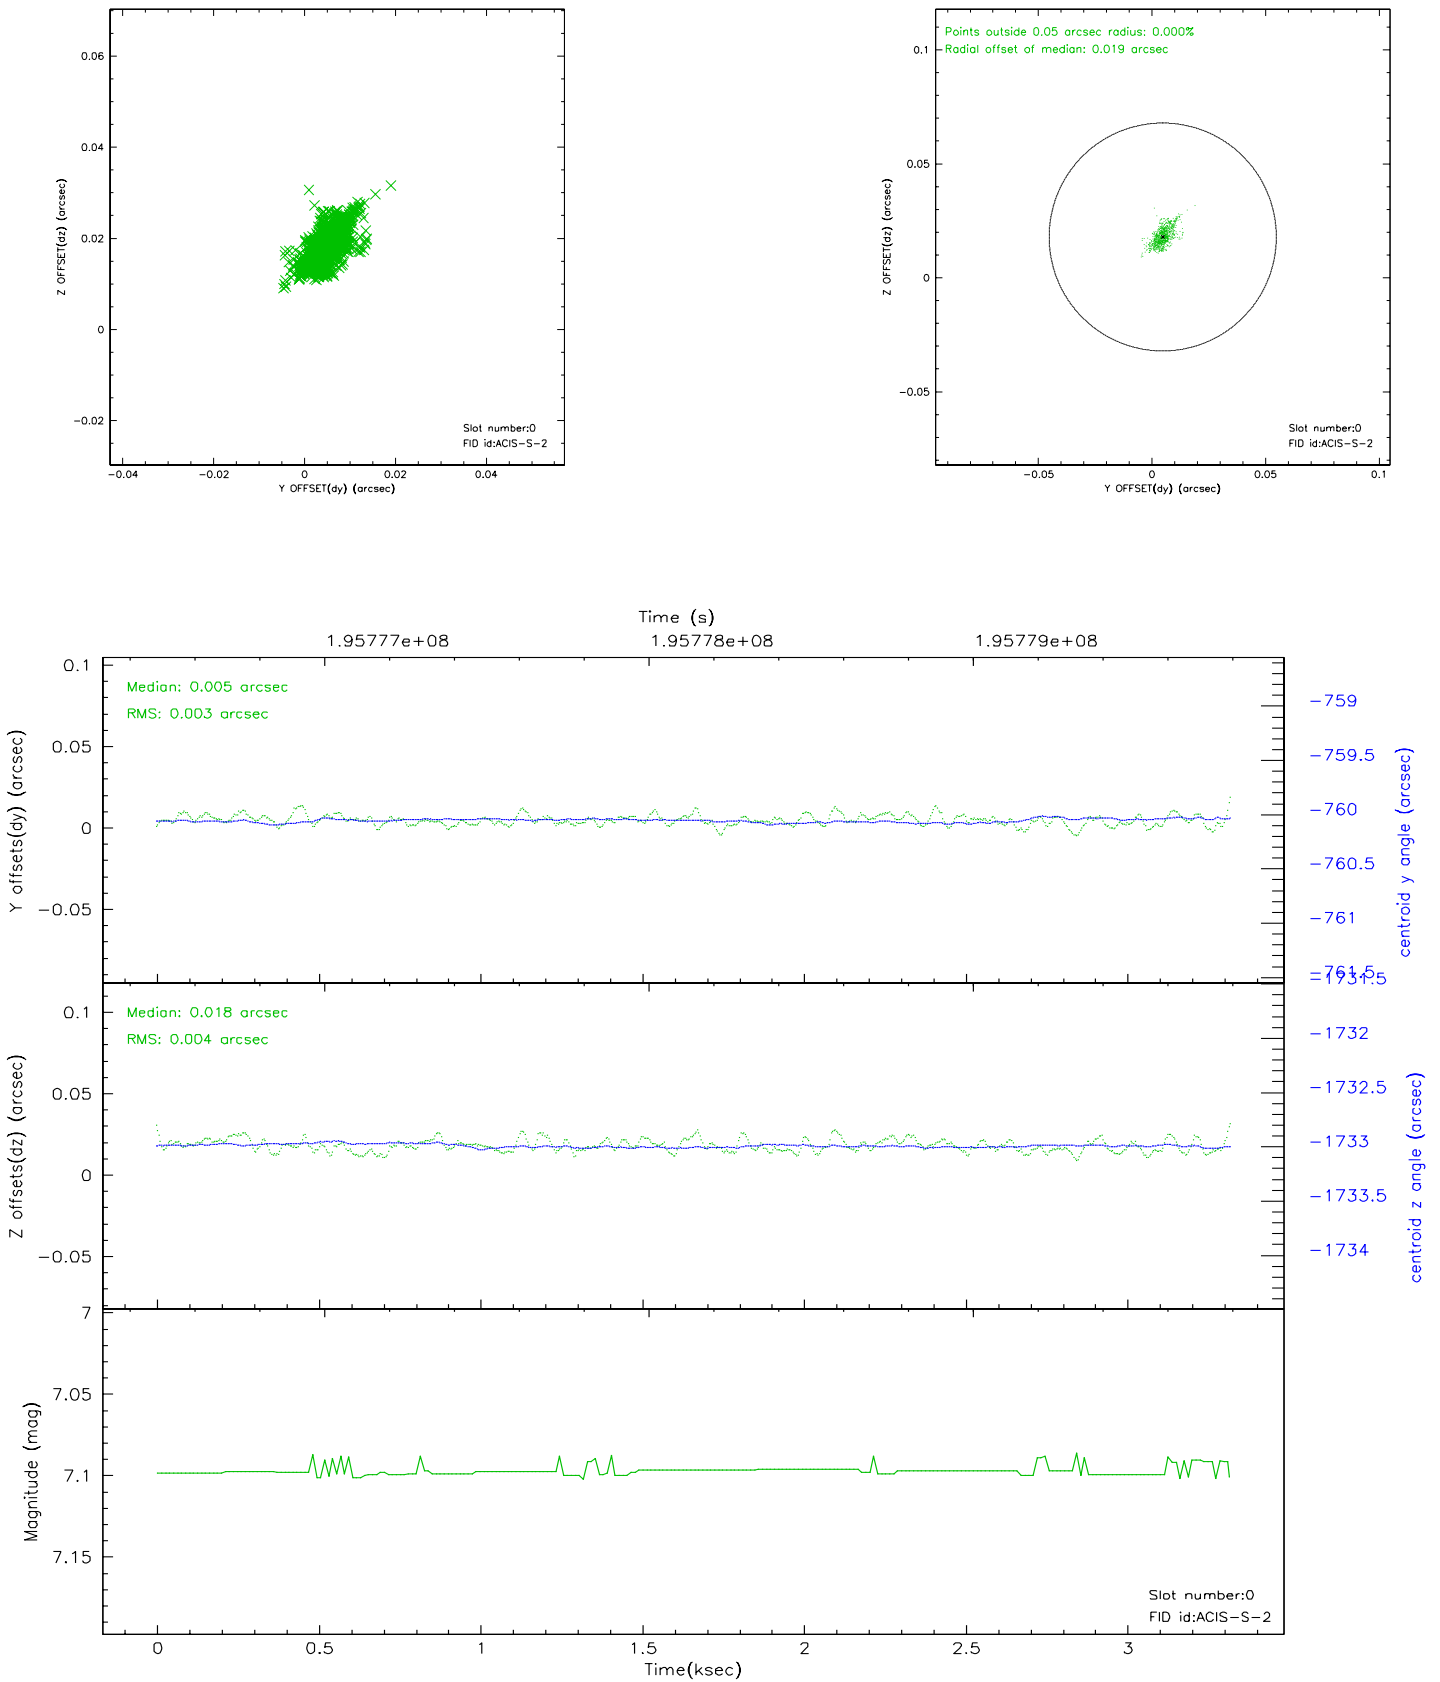 0.06
0.04
0.02
0
−0.02
Z OFFSET(dz) (arcsec)
Slot number:0
FID id:ACIS−S−2
−0.04 −0.02 0 0.02 0.04
Y OFFSET(dy) (arcsec)
Points outside 0.05 arcsec radius: 0.000%
Radial offset of median: 0.019 arcsec
0.1
0.05
0
−0.05
Z OFFSET(dz) (arcsec)
Slot number:0
FID id:ACIS−S−2
−0.05 0 0.05 0.1
Y OFFSET(dy) (arcsec)
Time (s)
1.95777e+08 1.95778e+08 1.95779e+08
Median: 0.005 arcsec
RMS: 0.003 arcsec
0.1
0.05
0
−0.05
Y offsets(dy) (arcsec)
−759
−759.5
−760
−760.5
−761
−761.5
centroid y angle (arcsec)
−1731.5
Median: 0.018 arcsec
RMS: 0.004 arcsec
0.1
0.05
0
−0.05
Z offsets(dz) (arcsec)
−1732
−1732.5
−1733
−1733.5
−1734
centroid z angle (arcsec)
7
7.05
7.1
7.15
Magnitude (mag)
Slot number:0
FID id:ACIS−S−2
0 0.5 1 1.5 2 2.5 3
Time(ksec)